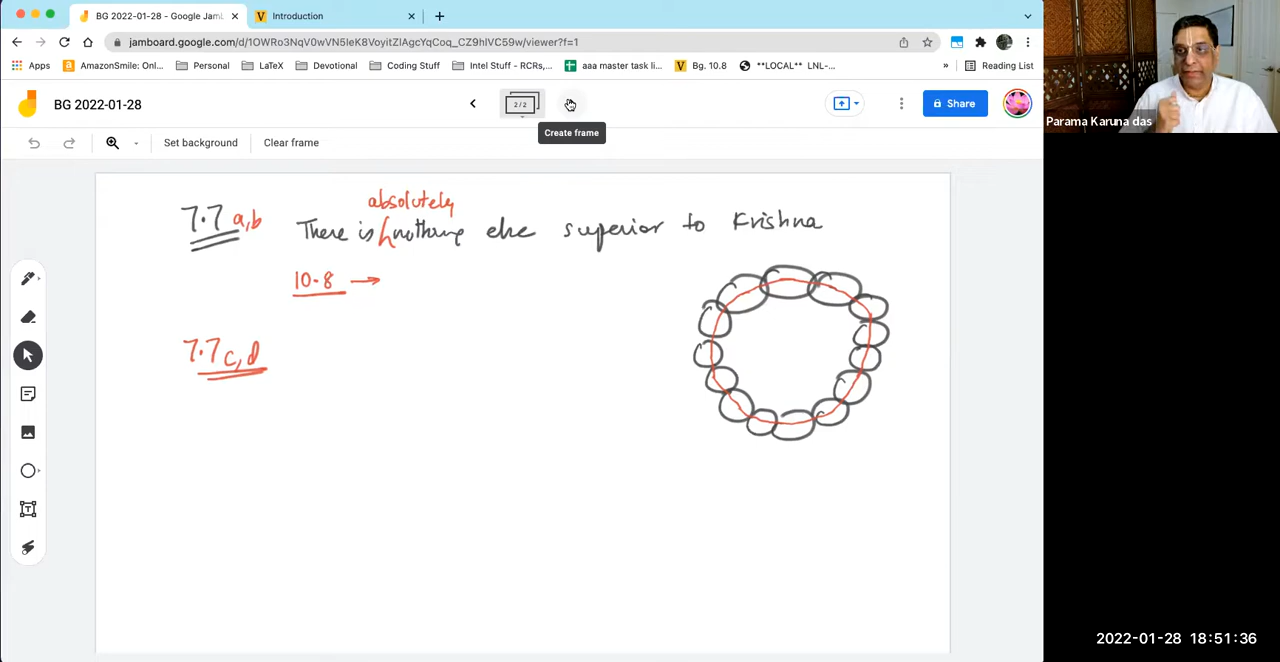 BG 2022-01-28 - Google Jaml
Introduction
jamboard.google.com/d/1OWRo3NqV0wVN5leK8VoyitZlAgcYqCoq_CZ9hlVC59w/viewer?f=1
Apps
AmazonSmile: Onl...
Personal
LaTeX
Devotional
Coding Stuff
Intel Stuff - RCRs,...
aaa master task li...
Bg. 10.8
**LOCAL** LNL-...
»
Reading List
BG 2022-01-28
2/2
Share
Create frame
Set background
Clear frame
Parama Karuna das
absolutely
7.7 a,b There is nothing else superior to Krishna
10.8 →
7.7 c,d
2022-01-28 18:51:36